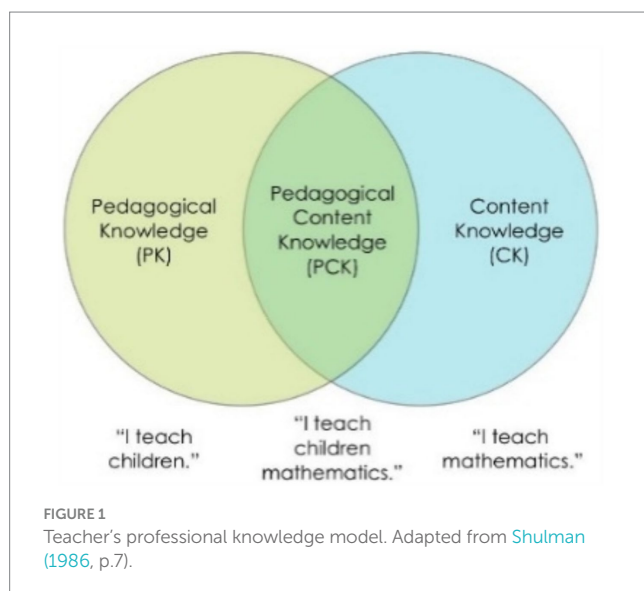 Pedagogical
Knowledge
(PK)
Pedagogical
Content
Knowledge
(PCK)
Content
Knowledge
(CK)
“I teach
children.”
“I teach
children
mathematics.”
“I teach
mathematics.”
FIGURE 1
Teacher’s professional knowledge model. Adapted from Shulman
(1986, p.7).